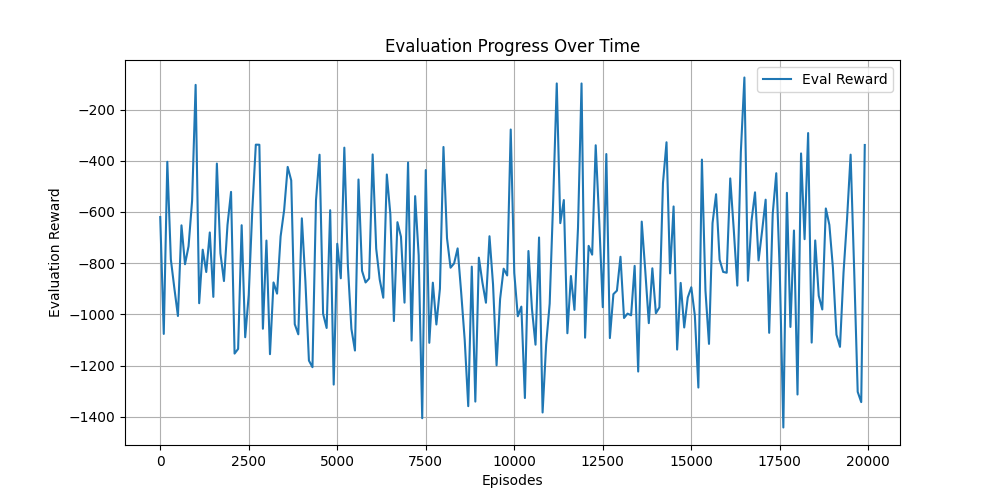 Evaluation Progress Over Time
Eval Reward
Evaluation Reward
−200
−400
−600
−800
−1000
−1200
−1400
0 2500 5000 7500 10000 12500 15000 17500 20000
Episodes